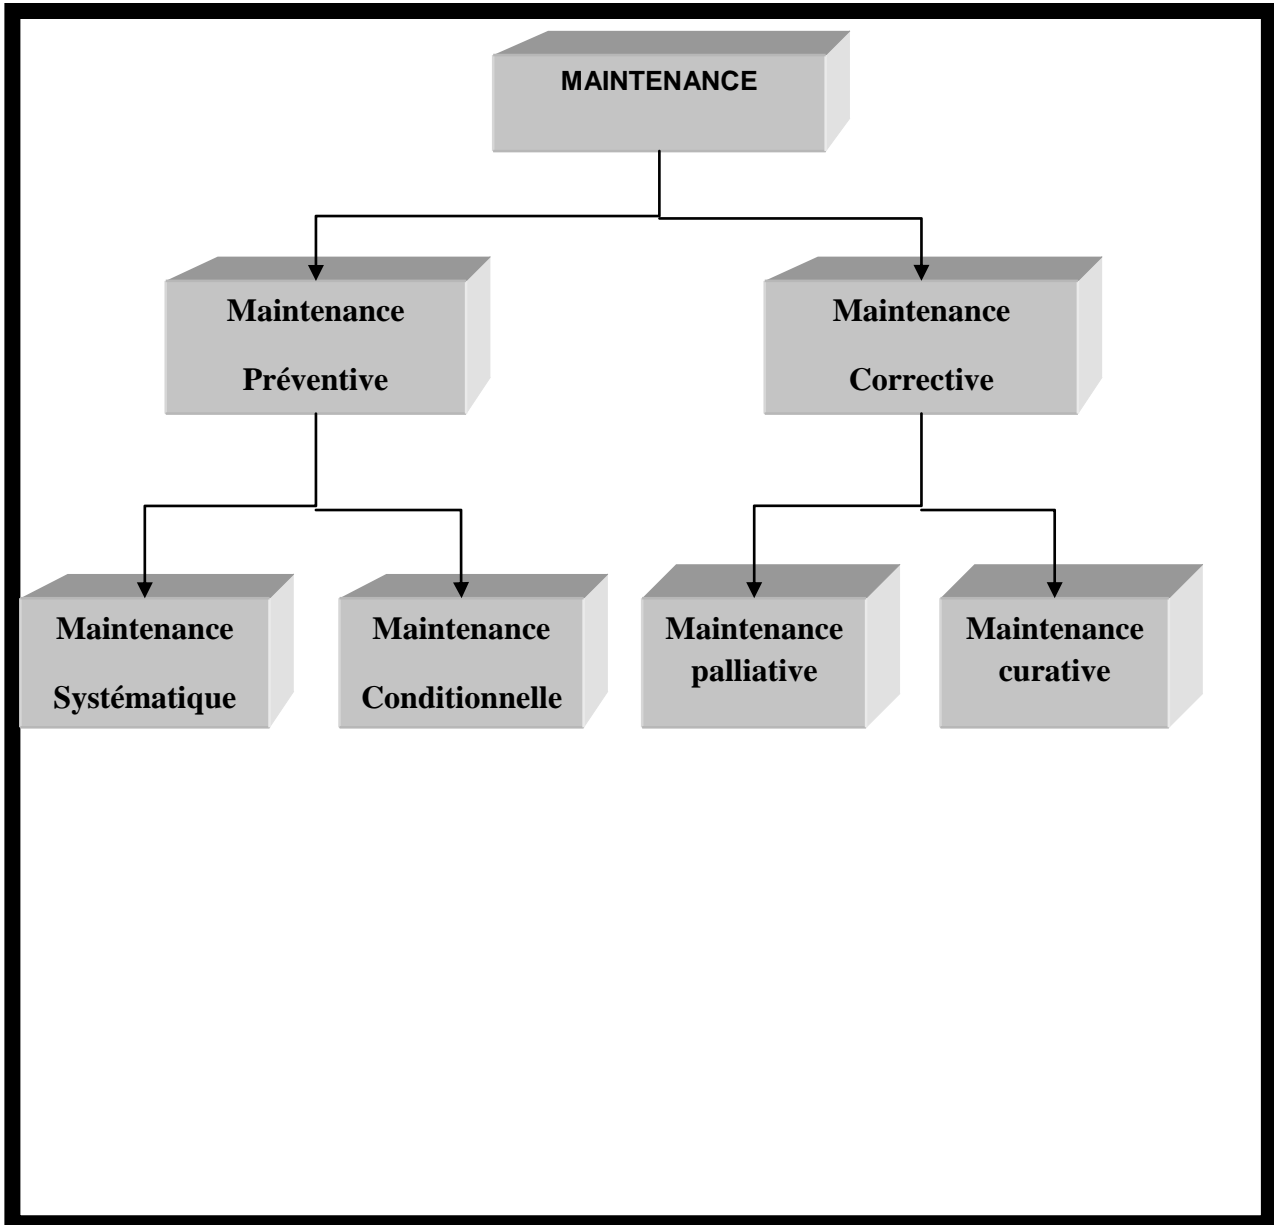 MAINTENANCE
Maintenance
Préventive
Maintenance
Corrective
Maintenance
Systématique
Maintenance
Conditionnelle
Maintenance
palliative
Maintenance
curative